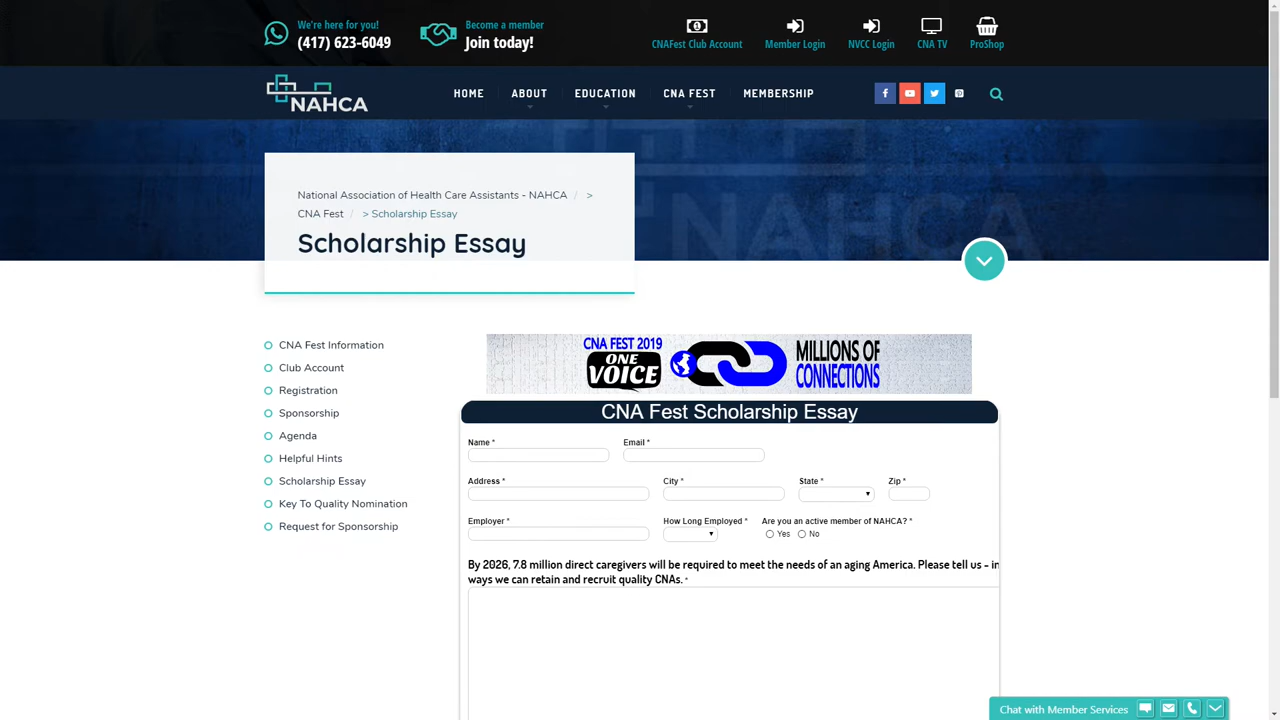 We're here for you!
(417) 623-6049
Become a member
Join today!
CNAFest Club Account
Member Login
NVCC Login
CNA TV
ProShop
NAHCA
HOME
ABOUT
EDUCATION
CNA FEST
MEMBERSHIP
NAHCA
National Association of Health Care Assistants - NAHCA / >
CNA Fest / > Scholarship Essay
Scholarship Essay
CNA Fest Information
Club Account
Registration
Sponsorship
Agenda
Helpful Hints
Scholarship Essay
Key To Quality Nomination
Request for Sponsorship
CNA FEST 2019
ONE
VOICE
MILLIONS OF
CONNECTIONS
CNA Fest Scholarship Essay
Name * Email *
Address * City * State * Zip *
Employer * How Long Employed * Are you an active member of NAHCA? *
Yes No
By 2026, 7.8 million direct caregivers will be required to meet the needs of an aging America. Please tell us - in
ways we can retain and recruit quality CNAs. *
Chat with Member Services